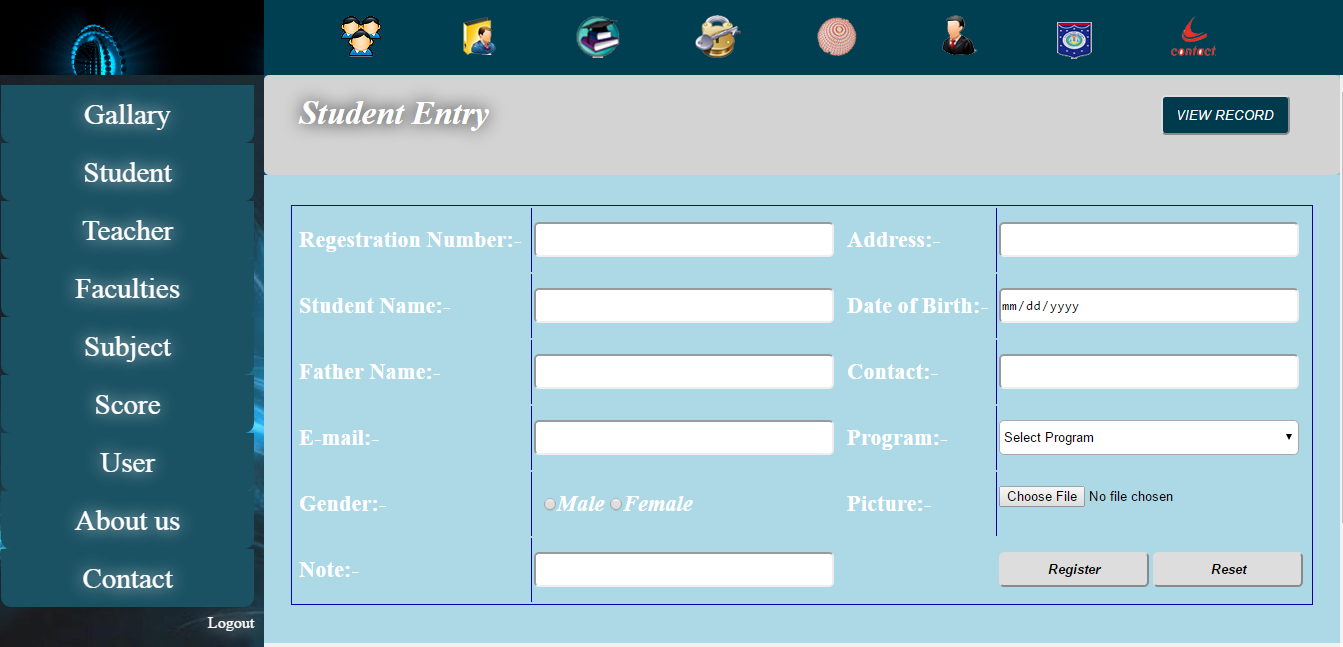 contact
Gallary
Student
Teacher
Faculties
Subject
Score
User
About us
Contact
Logout
Student Entry
VIEW RECORD
Regestration Number:-
Address:-
Student Name:-
Date of Birth:- mm/dd/yyyy
Father Name:-
Contact:-
E-mail:-
Program:- Select Program
Gender:- Male Female
Picture:- Choose File No file chosen
Note:-
Register Reset